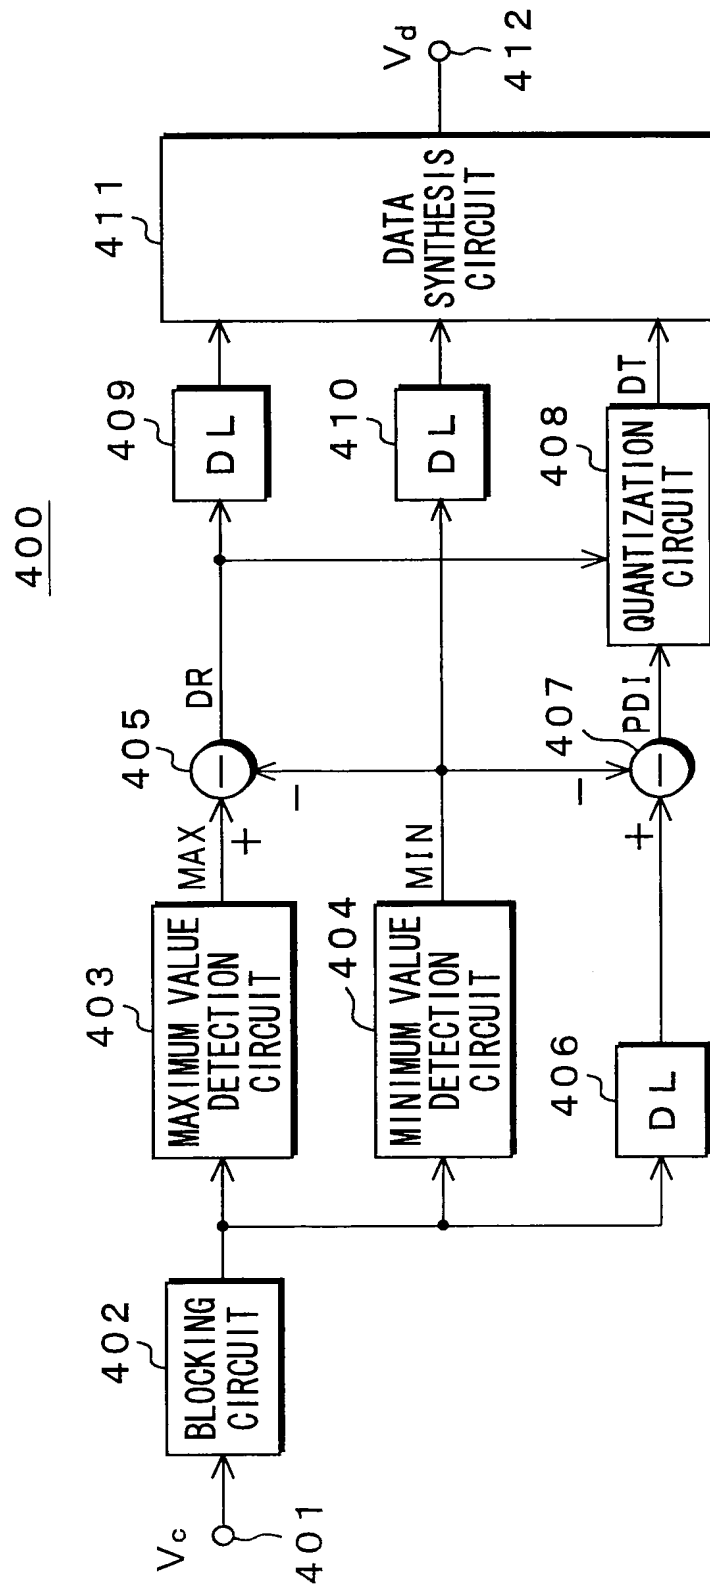 400
Vc
401
402
BLOCKING
CIRCUIT
403
MAXIMUM VALUE
DETECTION
CIRCUIT
MAX
+
405
−
−
DR
409
DL
411
DATA
SYNTHESIS
CIRCUIT
Vd
412
404
MINIMUM VALUE
DETECTION
CIRCUIT
MIN
410
DL
406
DL
+
−
407
−
PDI
408
QUANTIZATION
CIRCUIT
DT